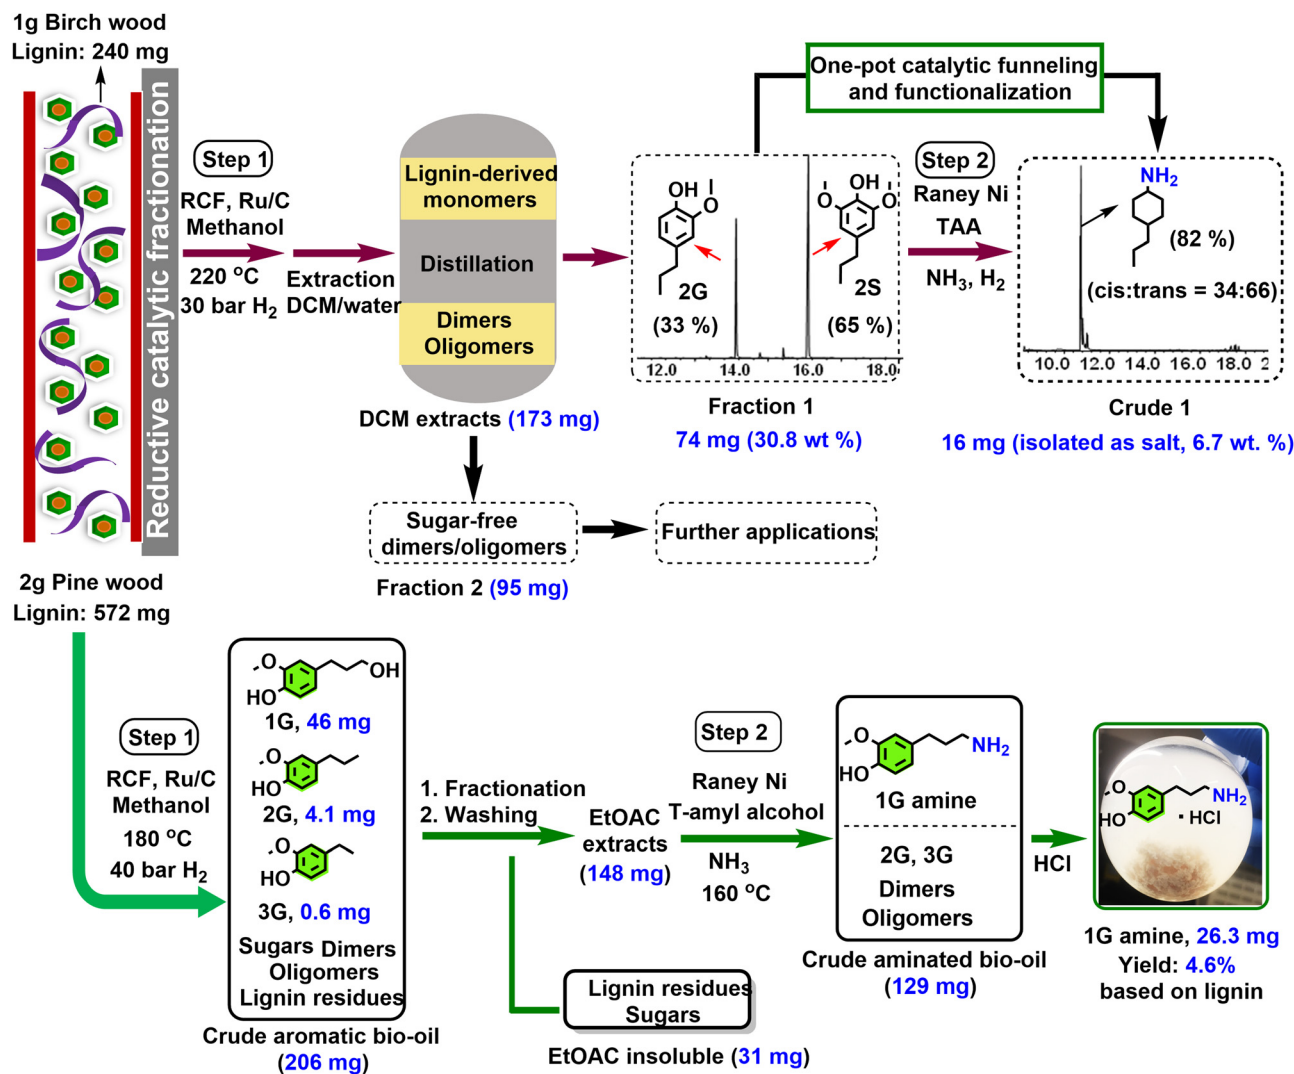 1g Birch wood
Lignin: 240 mg
Reductive catalytic fractionation
Step 1
RCF, Ru/C
Methanol
220 °C
30 bar H2
Extraction
DCM/water
Lignin-derived
monomers
Distillation
Dimers
Oligomers
DCM extracts (173 mg)
Sugar-free
dimers/oligomers
Fraction 2 (95 mg)
Further applications
One-pot catalytic funneling
and functionalization
OH
O
2G
(33 %)
OH
O
O
2S
(65 %)
12.0 14.0 16.0 18.0
Fraction 1
74 mg (30.8 wt %)
Step 2
Raney Ni
TAA
NH3, H2
NH2
(82 %)
(cis:trans = 34:66)
10.0 12.0 14.0 16.0 18.0 2
Crude 1
16 mg (isolated as salt, 6.7 wt. %)
2g Pine wood
Lignin: 572 mg
Step 1
RCF, Ru/C
Methanol
180 °C
40 bar H2
O
HO
OH
1G, 46 mg
O
HO
2G, 4.1 mg
O
HO
3G, 0.6 mg
Sugars Dimers
Oligomers
Lignin residues
Crude aromatic bio-oil
(206 mg)
1. Fractionation
2. Washing
Lignin residues
Sugars
EtOAC insoluble (31 mg)
EtOAC
extracts
(148 mg)
Step 2
Raney Ni
T-amyl alcohol
NH3
160 °C
O
HO
NH2
1G amine
2G, 3G
Dimers
Oligomers
Crude aminated bio-oil
(129 mg)
HCl
O
HO
NH2
· HCl
1G amine, 26.3 mg
Yield: 4.6%
based on lignin